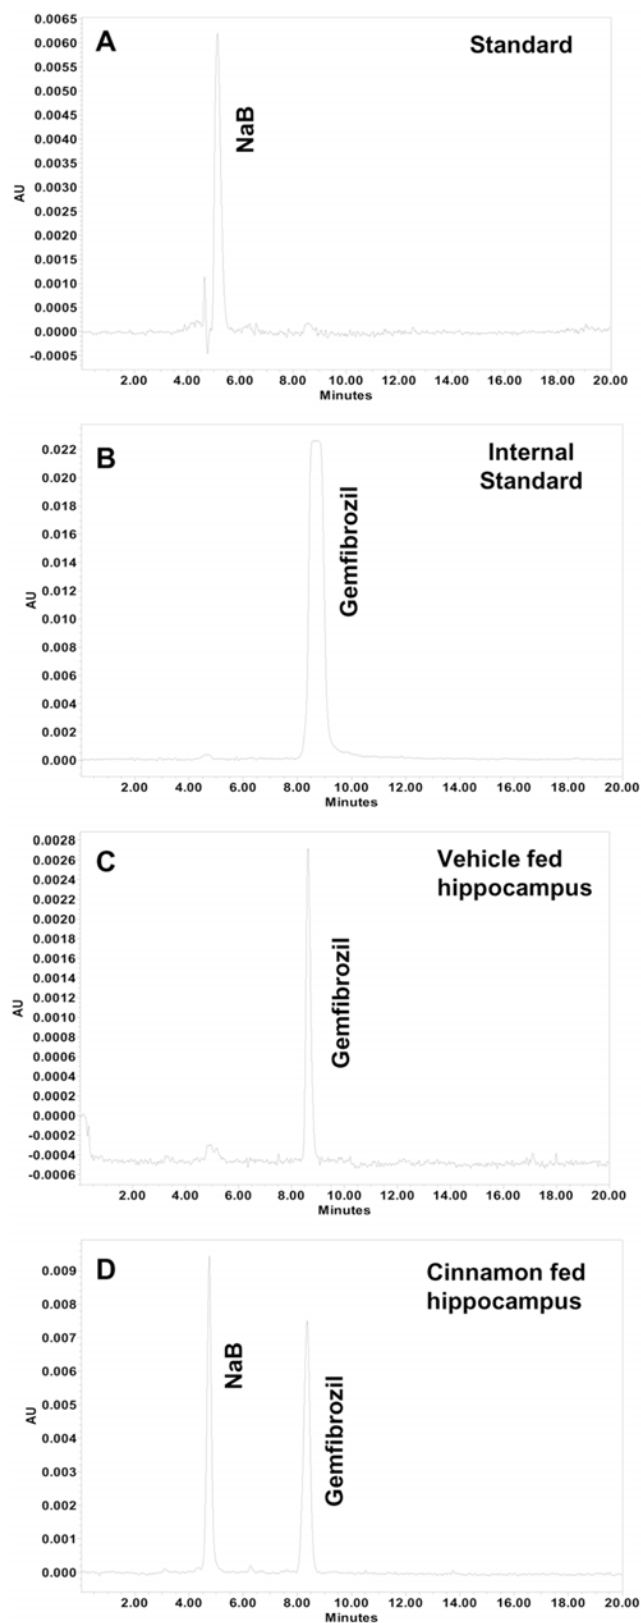 A
Standard
0.0065
0.0060
0.0055
0.0050
0.0045
0.0040
0.0035
0.0030
0.0025
0.0020
0.0015
0.0010
0.0005
0.0000
-0.0005
AU
NaB
2.00 4.00 6.00 8.00 10.00 12.00 14.00 16.00 18.00 20.00
Minutes
B
Internal
Standard
0.022
0.020
0.018
0.016
0.014
0.012
0.010
0.008
0.006
0.004
0.002
0.000
AU
Gemfibrozil
2.00 4.00 6.00 8.00 10.00 12.00 14.00 16.00 18.00 20.00
Minutes
C
Vehicle fed
hippocampus
0.0028
0.0026
0.0024
0.0022
0.0020
0.0018
0.0016
0.0014
0.0012
0.0010
0.0008
0.0006
0.0004
0.0002
0.0000
-0.0002
-0.0004
-0.0006
AU
Gemfibrozil
2.00 4.00 6.00 8.00 10.00 12.00 14.00 16.00 18.00 20.00
Minutes
D
Cinnamon fed
hippocampus
0.009
0.008
0.007
0.006
0.005
0.004
0.003
0.002
0.001
0.000
AU
NaB
Gemfibrozil
2.00 4.00 6.00 8.00 10.00 12.00 14.00 16.00 18.00 20.00
Minutes